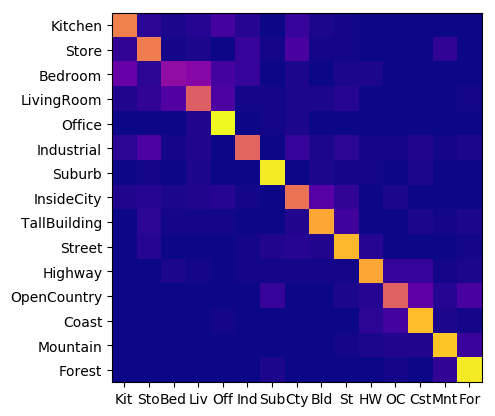 Kitchen
Store
Bedroom
LivingRoom
Office
Industrial
Suburb
InsideCity
TallBuilding
Street
Highway
OpenCountry
Coast
Mountain
Forest
Kit Sto Bed Liv Off Ind Sub Cty Bld St HW OC Cst Mnt For